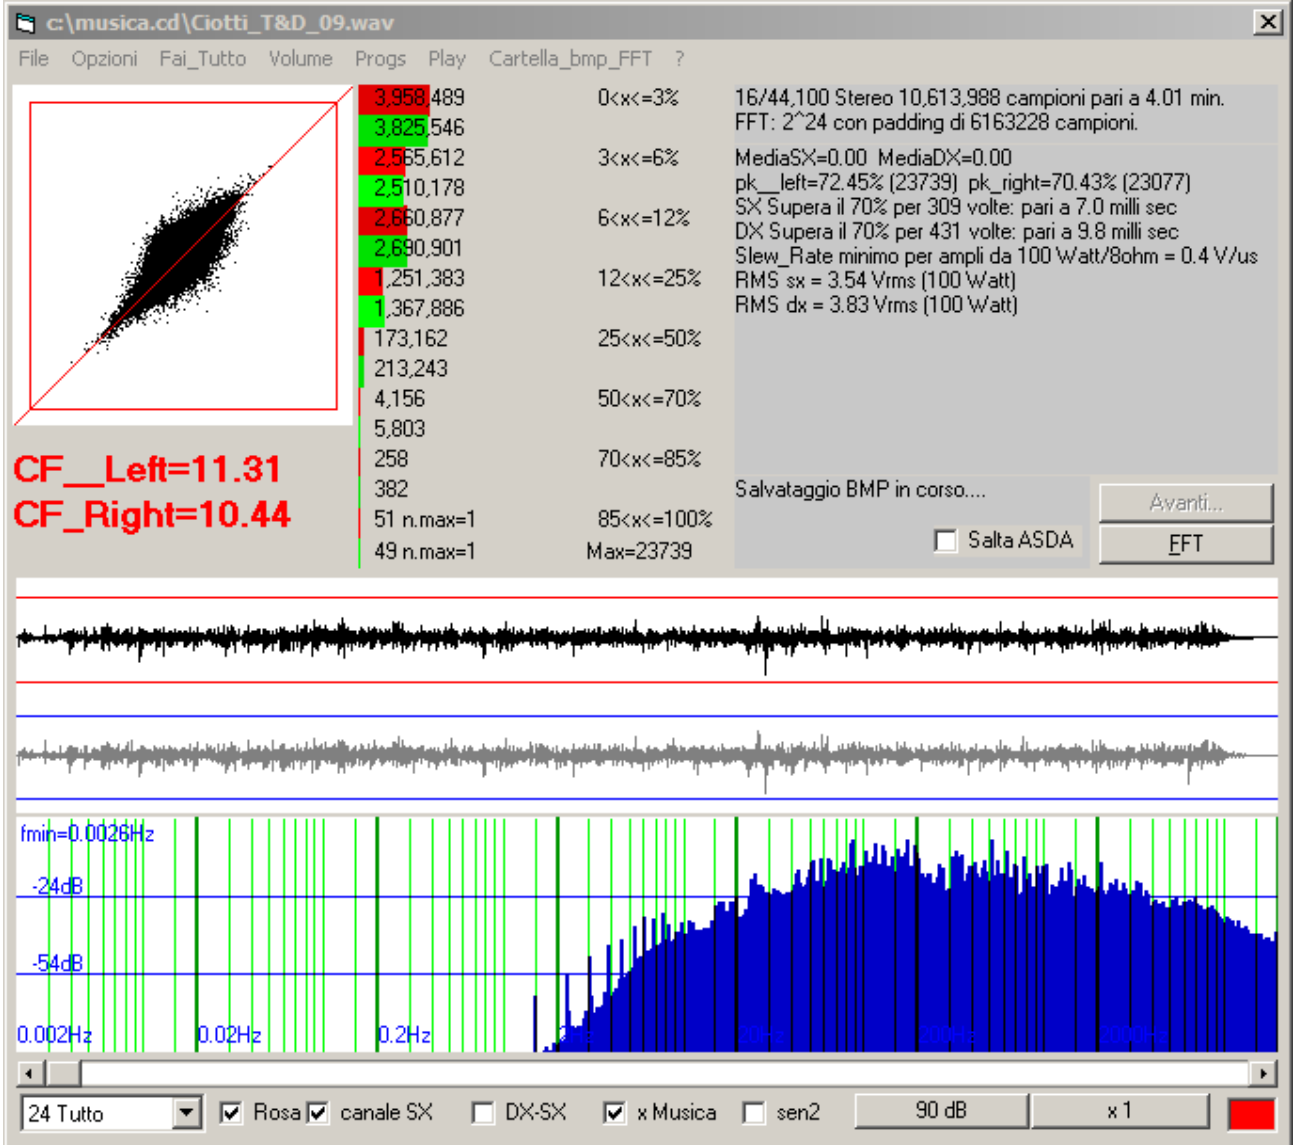 c:\musica.cd\Ciotti_T&D_09.wav
File Opzioni Fai_Tutto Volume Progs Play Cartella_bmp_FFT ?
3,958,489 0<x<=3%
3,825,546
2,565,612 3<x<=6%
2,510,178
2,660,877 6<x<=12%
2,690,901
1,251,383 12<x<=25%
1,367,886
173,162 25<x<=50%
213,243
4,156 50<x<=70%
5,803
258 70<x<=85%
382
51 n.max=1 85<x<=100%
49 n.max=1 Max=23739
16/44,100 Stereo 10,613,988 campioni pari a 4.01 min.
FFT: 2^24 con padding di 6163228 campioni.
MediaSX=0.00 MediaDX=0.00
pk__left=72.45% (23739) pk_right=70.43% (23077)
SX Supera il 70% per 309 volte: pari a 7.0 milli sec
DX Supera il 70% per 431 volte: pari a 9.8 milli sec
Slew_Rate minimo per ampli da 100 Watt/8ohm = 0.4 V/us
RMS sx = 3.54 Vrms (100 Watt)
RMS dx = 3.83 Vrms (100 Watt)
CF__Left=11.31
CF_Right=10.44
Salvataggio BMP in corso....
Avanti...
Salta ASDA
FFT
fmin=0.0026Hz
-24dB
-54dB
0.002Hz 0.02Hz 0.2Hz 20Hz 200Hz 2000Hz
24 Tutto Rosa canale SX DX-SX x Musica sen2 90 dB x 1